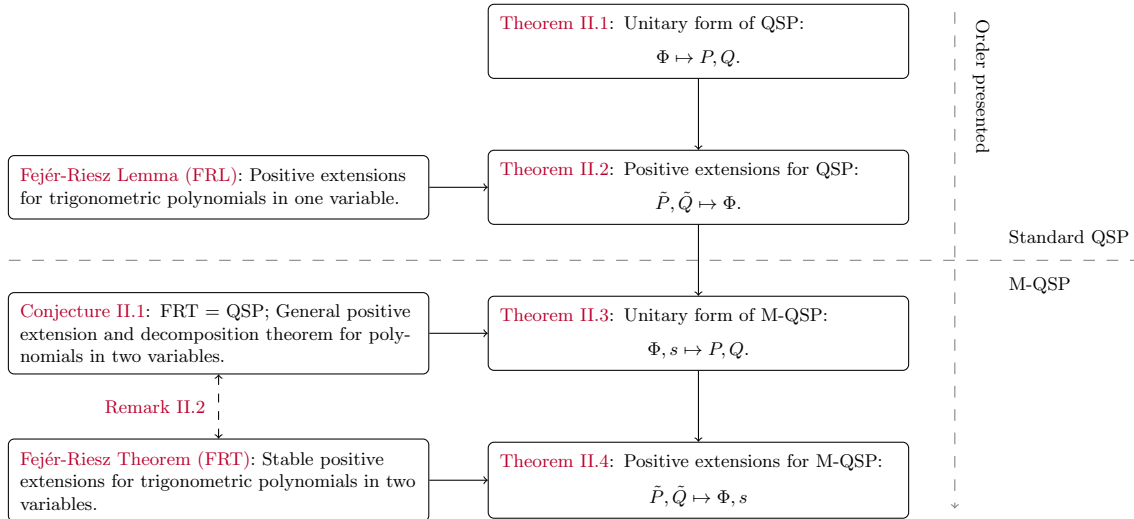 Theorem II.1: Unitary form of QSP:
Φ ↦ P, Q.
Order presented
Fejér-Riesz Lemma (FRL): Positive extensions
for trigonometric polynomials in one variable.
Theorem II.2: Positive extensions for QSP:
P̃, Q̃ ↦ Φ.
Standard QSP
M-QSP
Conjecture II.1: FRT = QSP; General positive
extension and decomposition theorem for poly-
nomials in two variables.
Theorem II.3: Unitary form of M-QSP:
Φ, s ↦ P, Q.
Remark II.2
Fejér-Riesz Theorem (FRT): Stable positive
extensions for trigonometric polynomials in two
variables.
Theorem II.4: Positive extensions for M-QSP:
P̃, Q̃ ↦ Φ, s